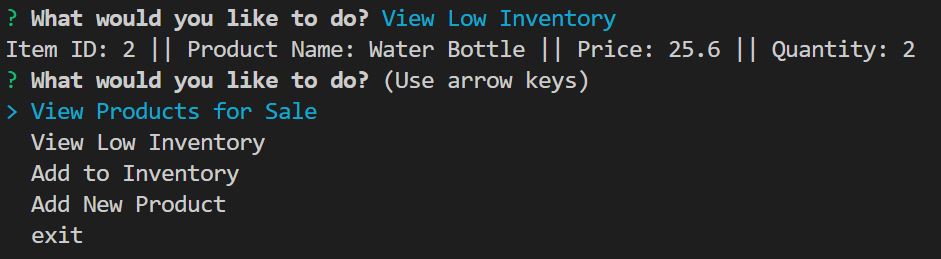 ? What would you like to do? View Low Inventory
Item ID: 2 || Product Name: Water Bottle || Price: 25.6 || Quantity: 2
? What would you like to do? (Use arrow keys)
> View Products for Sale
View Low Inventory
Add to Inventory
Add New Product
exit